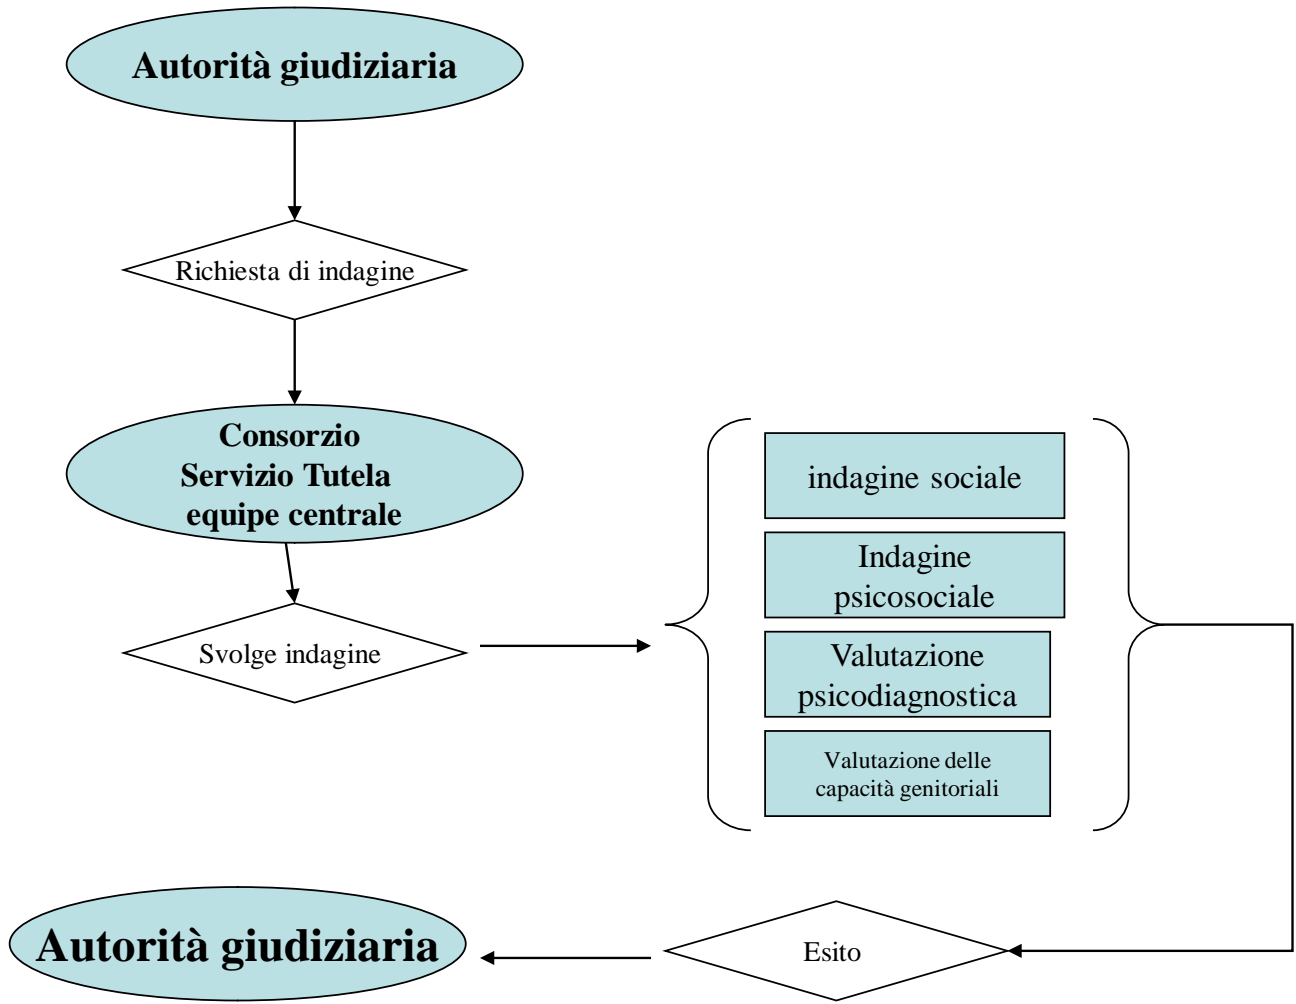 Autorità giudiziaria
Richiesta di indagine
Consorzio
Servizio Tutela
equipe centrale
Svolge indagine
indagine sociale
Indagine
psicosociale
Valutazione
psicodiagnostica
Valutazione delle
capacità genitoriali
Esito
Autorità giudiziaria